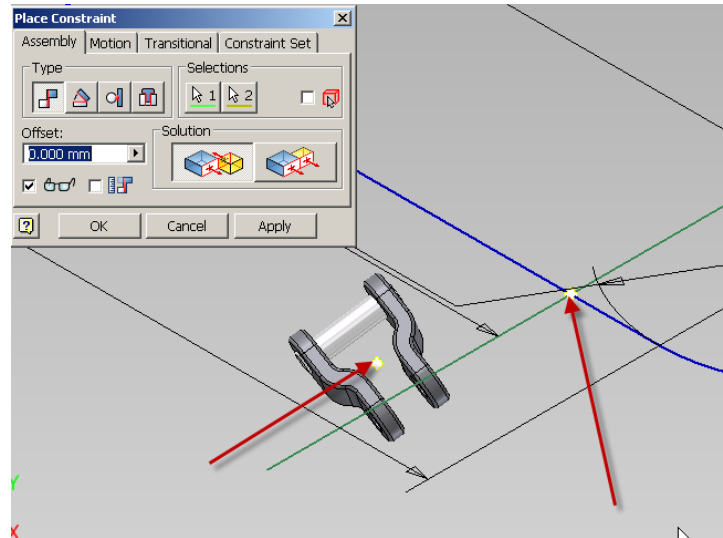 Place Constraint
Assembly Motion Transitional Constraint Set
Type
Selections
1 2
Offset:
Solution
0.000 mm
OK Cancel Apply
Y
X